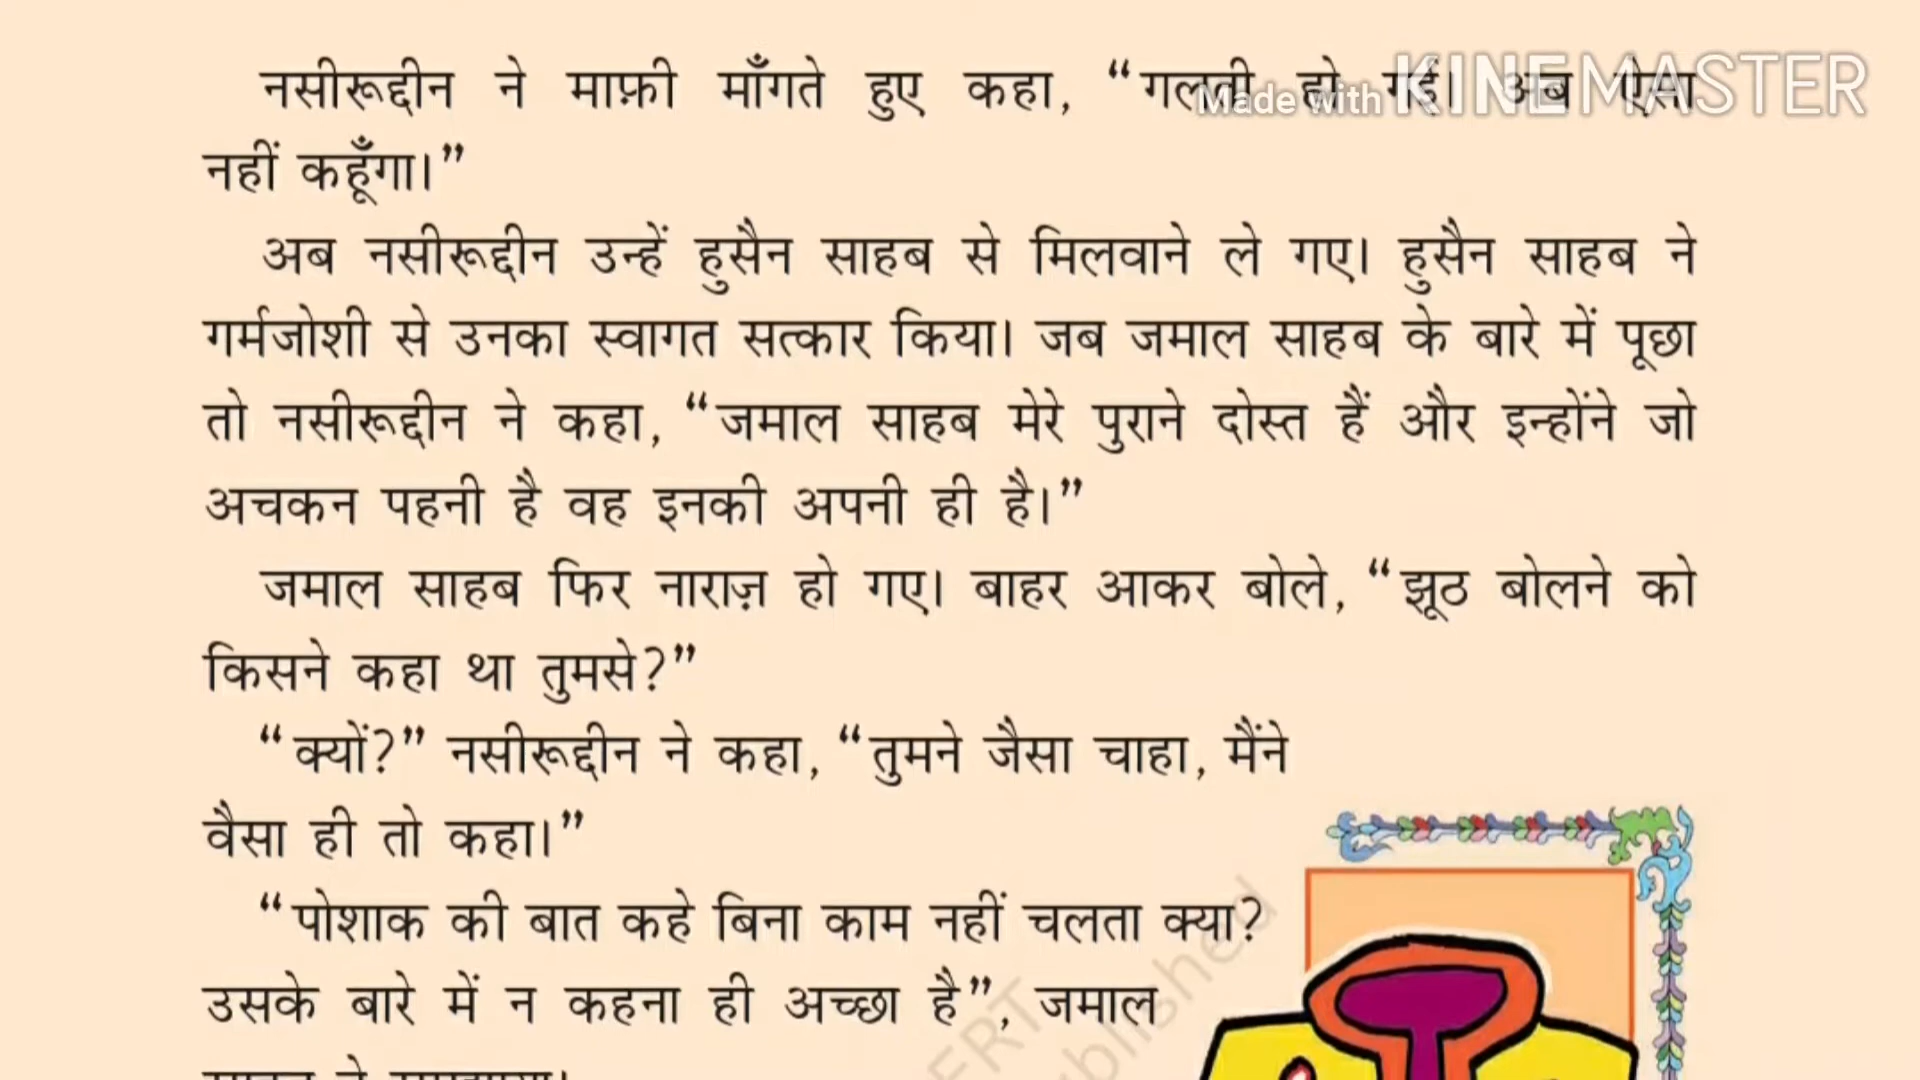 नसीरूद्दीन ने माफ़ी माँगते हुए कहा, “गलती हो गई। अब ऐसा
Made with KINEMASTER
नहीं कहूँगा।”
अब नसीरूद्दीन उन्हें हुसैन साहब से मिलवाने ले गए। हुसैन साहब ने
गर्मजोशी से उनका स्वागत सत्कार किया। जब जमाल साहब के बारे में पूछा
तो नसीरूद्दीन ने कहा, “जमाल साहब मेरे पुराने दोस्त हैं और इन्होंने जो
अचकन पहनी है वह इनकी अपनी ही है।”
जमाल साहब फिर नाराज़ हो गए। बाहर आकर बोले, “झूठ बोलने को
किसने कहा था तुमसे?”
“क्यों?” नसीरूद्दीन ने कहा, “तुमने जैसा चाहा, मैंने
वैसा ही तो कहा।”
“पोशाक की बात कहे बिना काम नहीं चलता क्या?
उसके बारे में न कहना ही अच्छा है”, जमाल